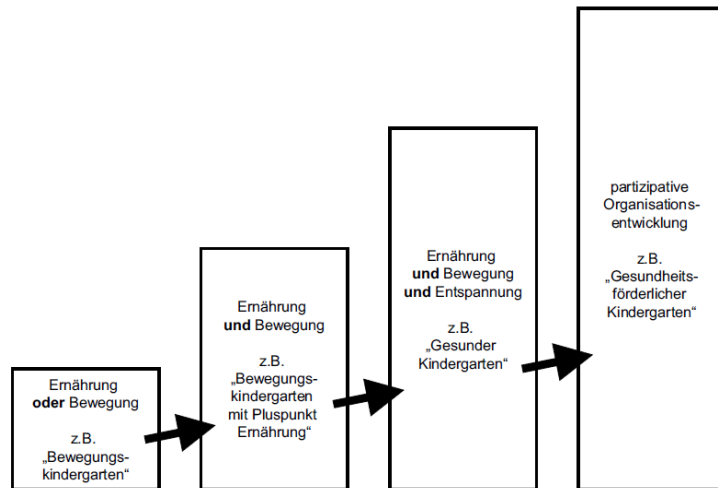 Ernährung
oder Bewegung
z.B.
„Bewegungs-
kindergarten“
Ernährung
und Bewegung
z.B.
„Bewegungs-
kindergarten
mit Pluspunkt
Ernährung“
Ernährung
und Bewegung
und Entspannung
z.B.
„Gesunder
Kindergarten“
partizipative
Organisations-
entwicklung
z.B.
„Gesundheits-
förderlicher
Kindergarten“